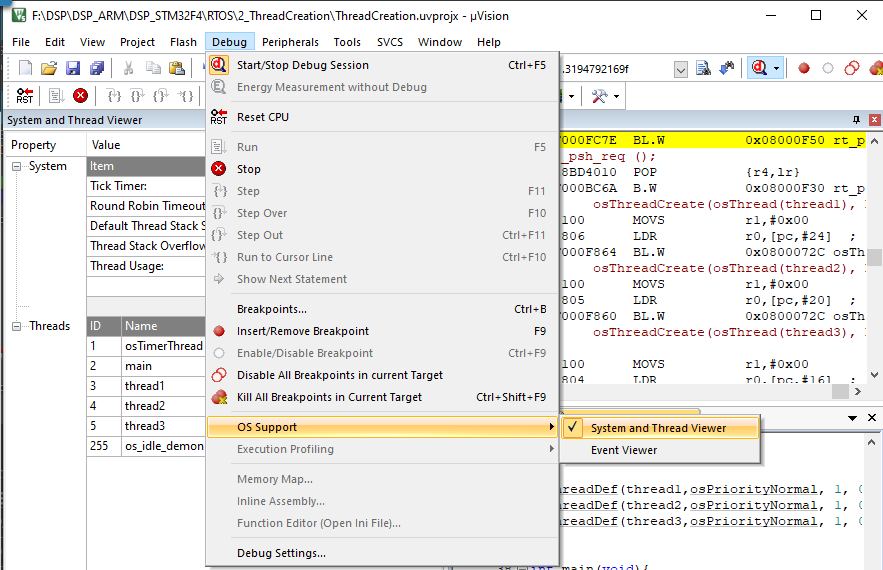 F:\DSP\DSP_ARM\DSP_STM32F4\RTOS\2_ThreadCreation\ThreadCreation.uvprojx - µVision
File Edit View Project Flash Debug Peripherals Tools SVCS Window Help
.3194792169f
RST
System and Thread Viewer
Property Value
System
Item
Tick Timer:
Round Robin Timeout
Default Thread Stack S
Thread Stack Overflow
Thread Usage:
Threads
ID Name
1 osTimerThread
2 main
3 thread1
4 thread2
5 thread3
255 os_idle_demon
Start/Stop Debug Session Ctrl+F5
Energy Measurement without Debug
RST Reset CPU
Run F5
Stop
Step F11
Step Over F10
Step Out Ctrl+F11
Run to Cursor Line Ctrl+F10
Show Next Statement
Breakpoints... Ctrl+B
Insert/Remove Breakpoint F9
Enable/Disable Breakpoint Ctrl+F9
Disable All Breakpoints in current Target
Kill All Breakpoints in Current Target Ctrl+Shift+F9
OS Support
Execution Profiling
Memory Map...
Inline Assembly...
Function Editor (Open Ini File)...
Debug Settings...
System and Thread Viewer
Event Viewer
000FC7E BL.W 0x08000F50 rt_p
_psh_req ();
8BD4010 POP {r4,lr}
000BC6A B.W 0x08000F30 rt_p
osThreadCreate(osThread(thread1),
100 MOVS r1,#0x00
806 LDR r0,[pc,#24] ;
F000F864 BL.W 0x0800072C osTh
osThreadCreate(osThread(thread2),
100 MOVS r1,#0x00
805 LDR r0,[pc,#20] ;
F000F860 BL.W 0x0800072C osTh
osThreadCreate(osThread(thread3),
100 MOVS r1,#0x00
804 LDR r0,[pc,#16] ;
hreadDef(thread1,osPriorityNormal, 1, 0
hreadDef(thread2,osPriorityNormal, 1, 0
hreadDef(thread3,osPriorityNormal, 1, 0
38 int main(void){